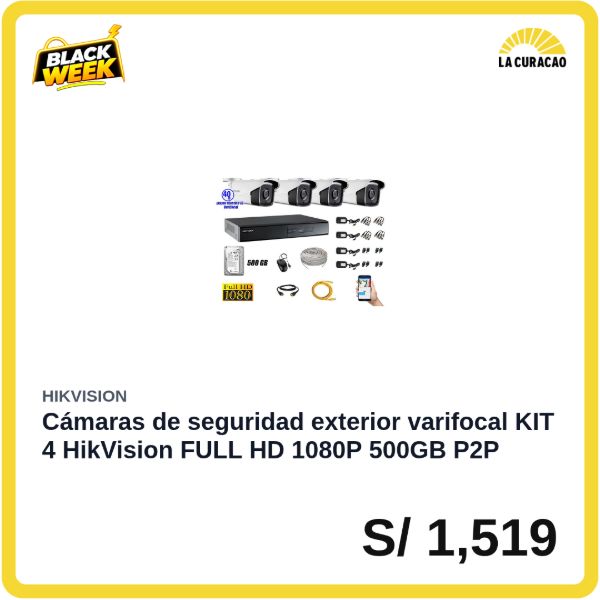 BLACK
WEEK
LA CURACAO
4Q
500 GB
Full HD
1080
HIKVISION
Cámaras de seguridad exterior varifocal KIT
4 HikVision FULL HD 1080P 500GB P2P
S/ 1,519